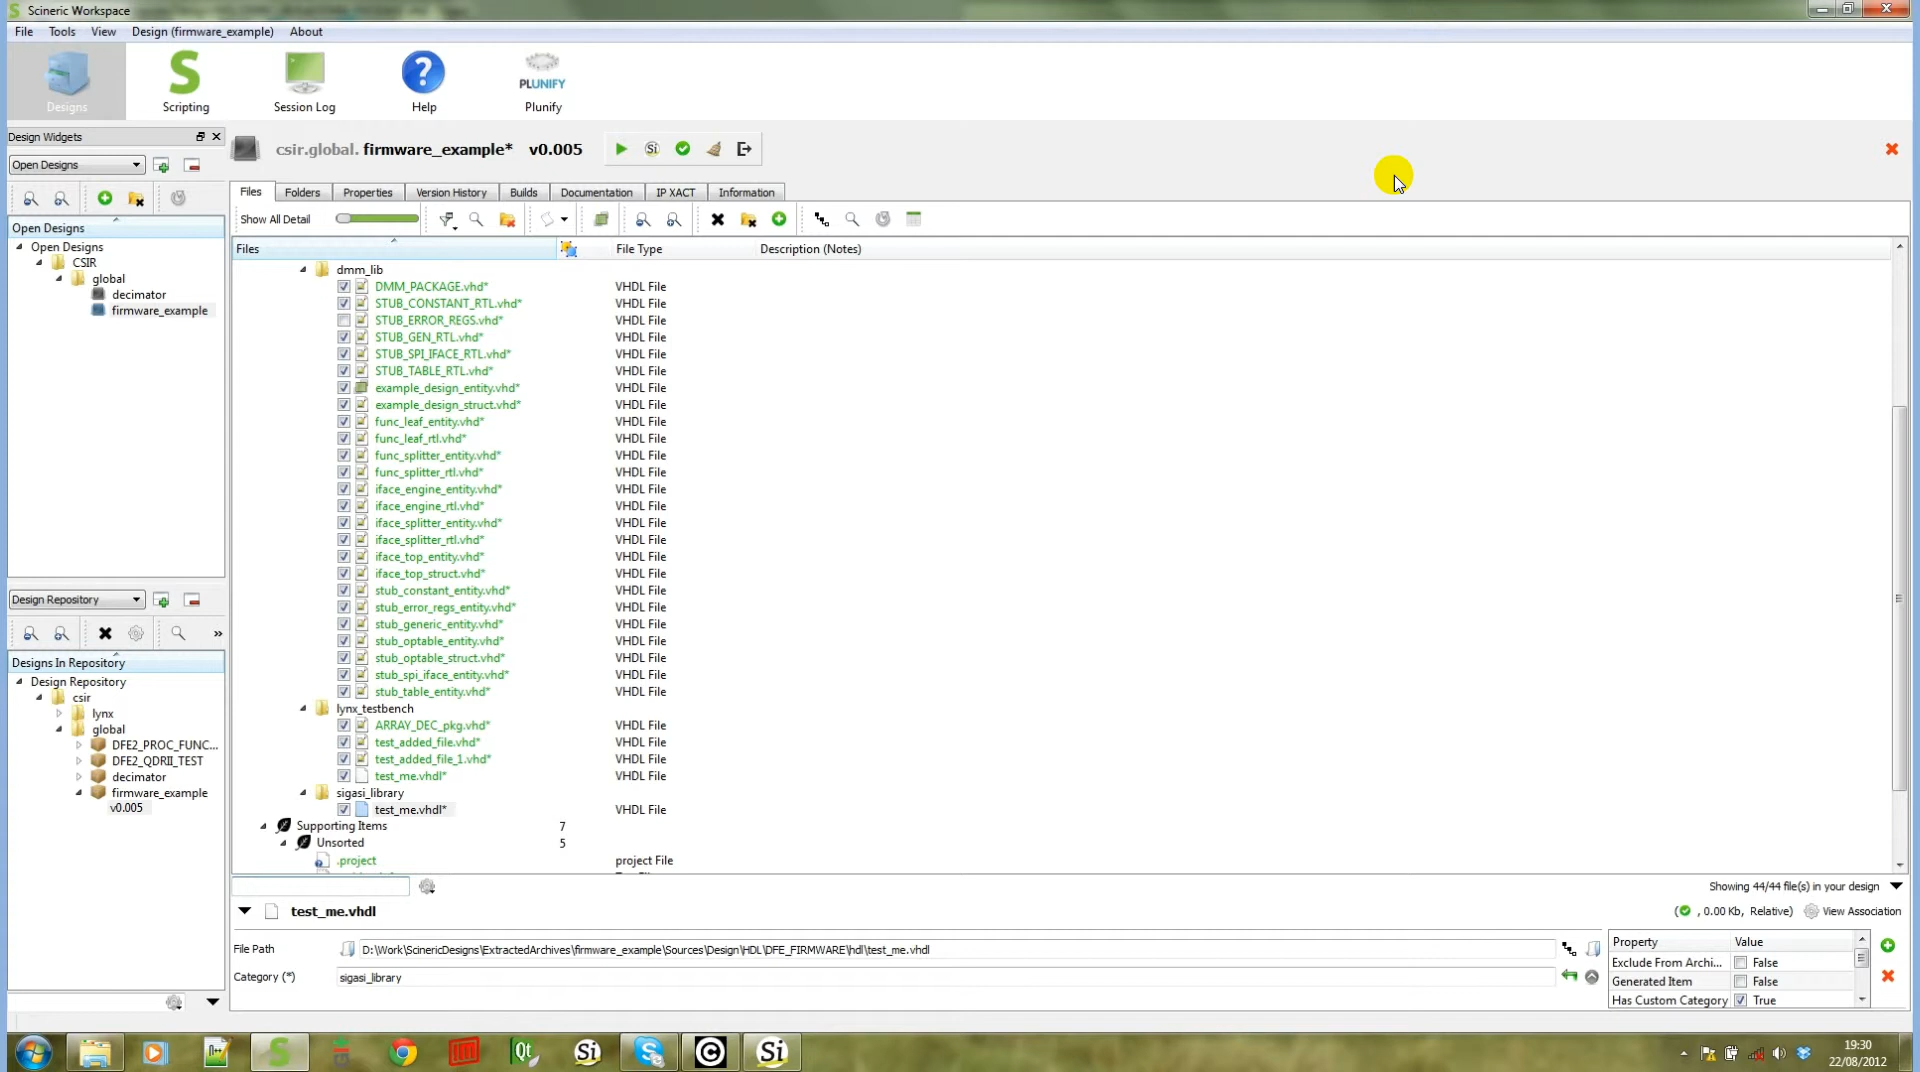 Scineric Workspace
File Tools View Design (firmware_example) About
Designs Scripting Session Log Help PLUNIFY Plunify
Design Widgets
csir.global. firmware_example* v0.005
Open Designs
Files Folders Properties Version History Builds Documentation IP XACT Information
Show All Detail
Open Designs
Open Designs
CSIR
global
decimator
firmware_example
Files File Type Description (Notes)
dmm_lib
DMM_PACKAGE.vhd* VHDL File
STUB_CONSTANT_RTL.vhd* VHDL File
STUB_ERROR_REGS.vhd* VHDL File
STUB_GEN_RTL.vhd* VHDL File
STUB_SPI_IFACE_RTL.vhd* VHDL File
STUB_TABLE_RTL.vhd* VHDL File
example_design_entity.vhd* VHDL File
example_design_struct.vhd* VHDL File
func_leaf_entity.vhd* VHDL File
func_leaf_rtl.vhd* VHDL File
func_splitter_entity.vhd* VHDL File
func_splitter_rtl.vhd* VHDL File
iface_engine_entity.vhd* VHDL File
iface_engine_rtl.vhd* VHDL File
iface_splitter_entity.vhd* VHDL File
iface_splitter_rtl.vhd* VHDL File
iface_top_entity.vhd* VHDL File
iface_top_struct.vhd* VHDL File
stub_constant_entity.vhd* VHDL File
stub_error_regs_entity.vhd* VHDL File
stub_generic_entity.vhd* VHDL File
stub_optable_entity.vhd* VHDL File
stub_optable_struct.vhd* VHDL File
stub_spi_iface_entity.vhd* VHDL File
stub_table_entity.vhd* VHDL File
lynx_testbench
ARRAY_DEC_pkg.vhd* VHDL File
test_added_file.vhd* VHDL File
test_added_file_1.vhd* VHDL File
test_me.vhdl* VHDL File
sigasi_library
test_me.vhdl* VHDL File
Supporting Items 7
Unsorted 5
.project project File
Design Repository
Designs In Repository
Design Repository
csir
lynx
global
DFE2_PROC_FUNC...
DFE2_QDRII_TEST
decimator
firmware_example
v0.005
Showing 44/44 file(s) in your design
test_me.vhdl
( , 0.00 Kb, Relative) View Association
File Path D:\Work\ScinericDesigns\ExtractedArchives\firmware_example\Sources\Design\HDL\DFE_FIRMWARE\hdl\test_me.vhdl
Category (*) sigasi_library
Property Value
Exclude From Archi... False
Generated Item False
Has Custom Category True
19:30
22/08/2012